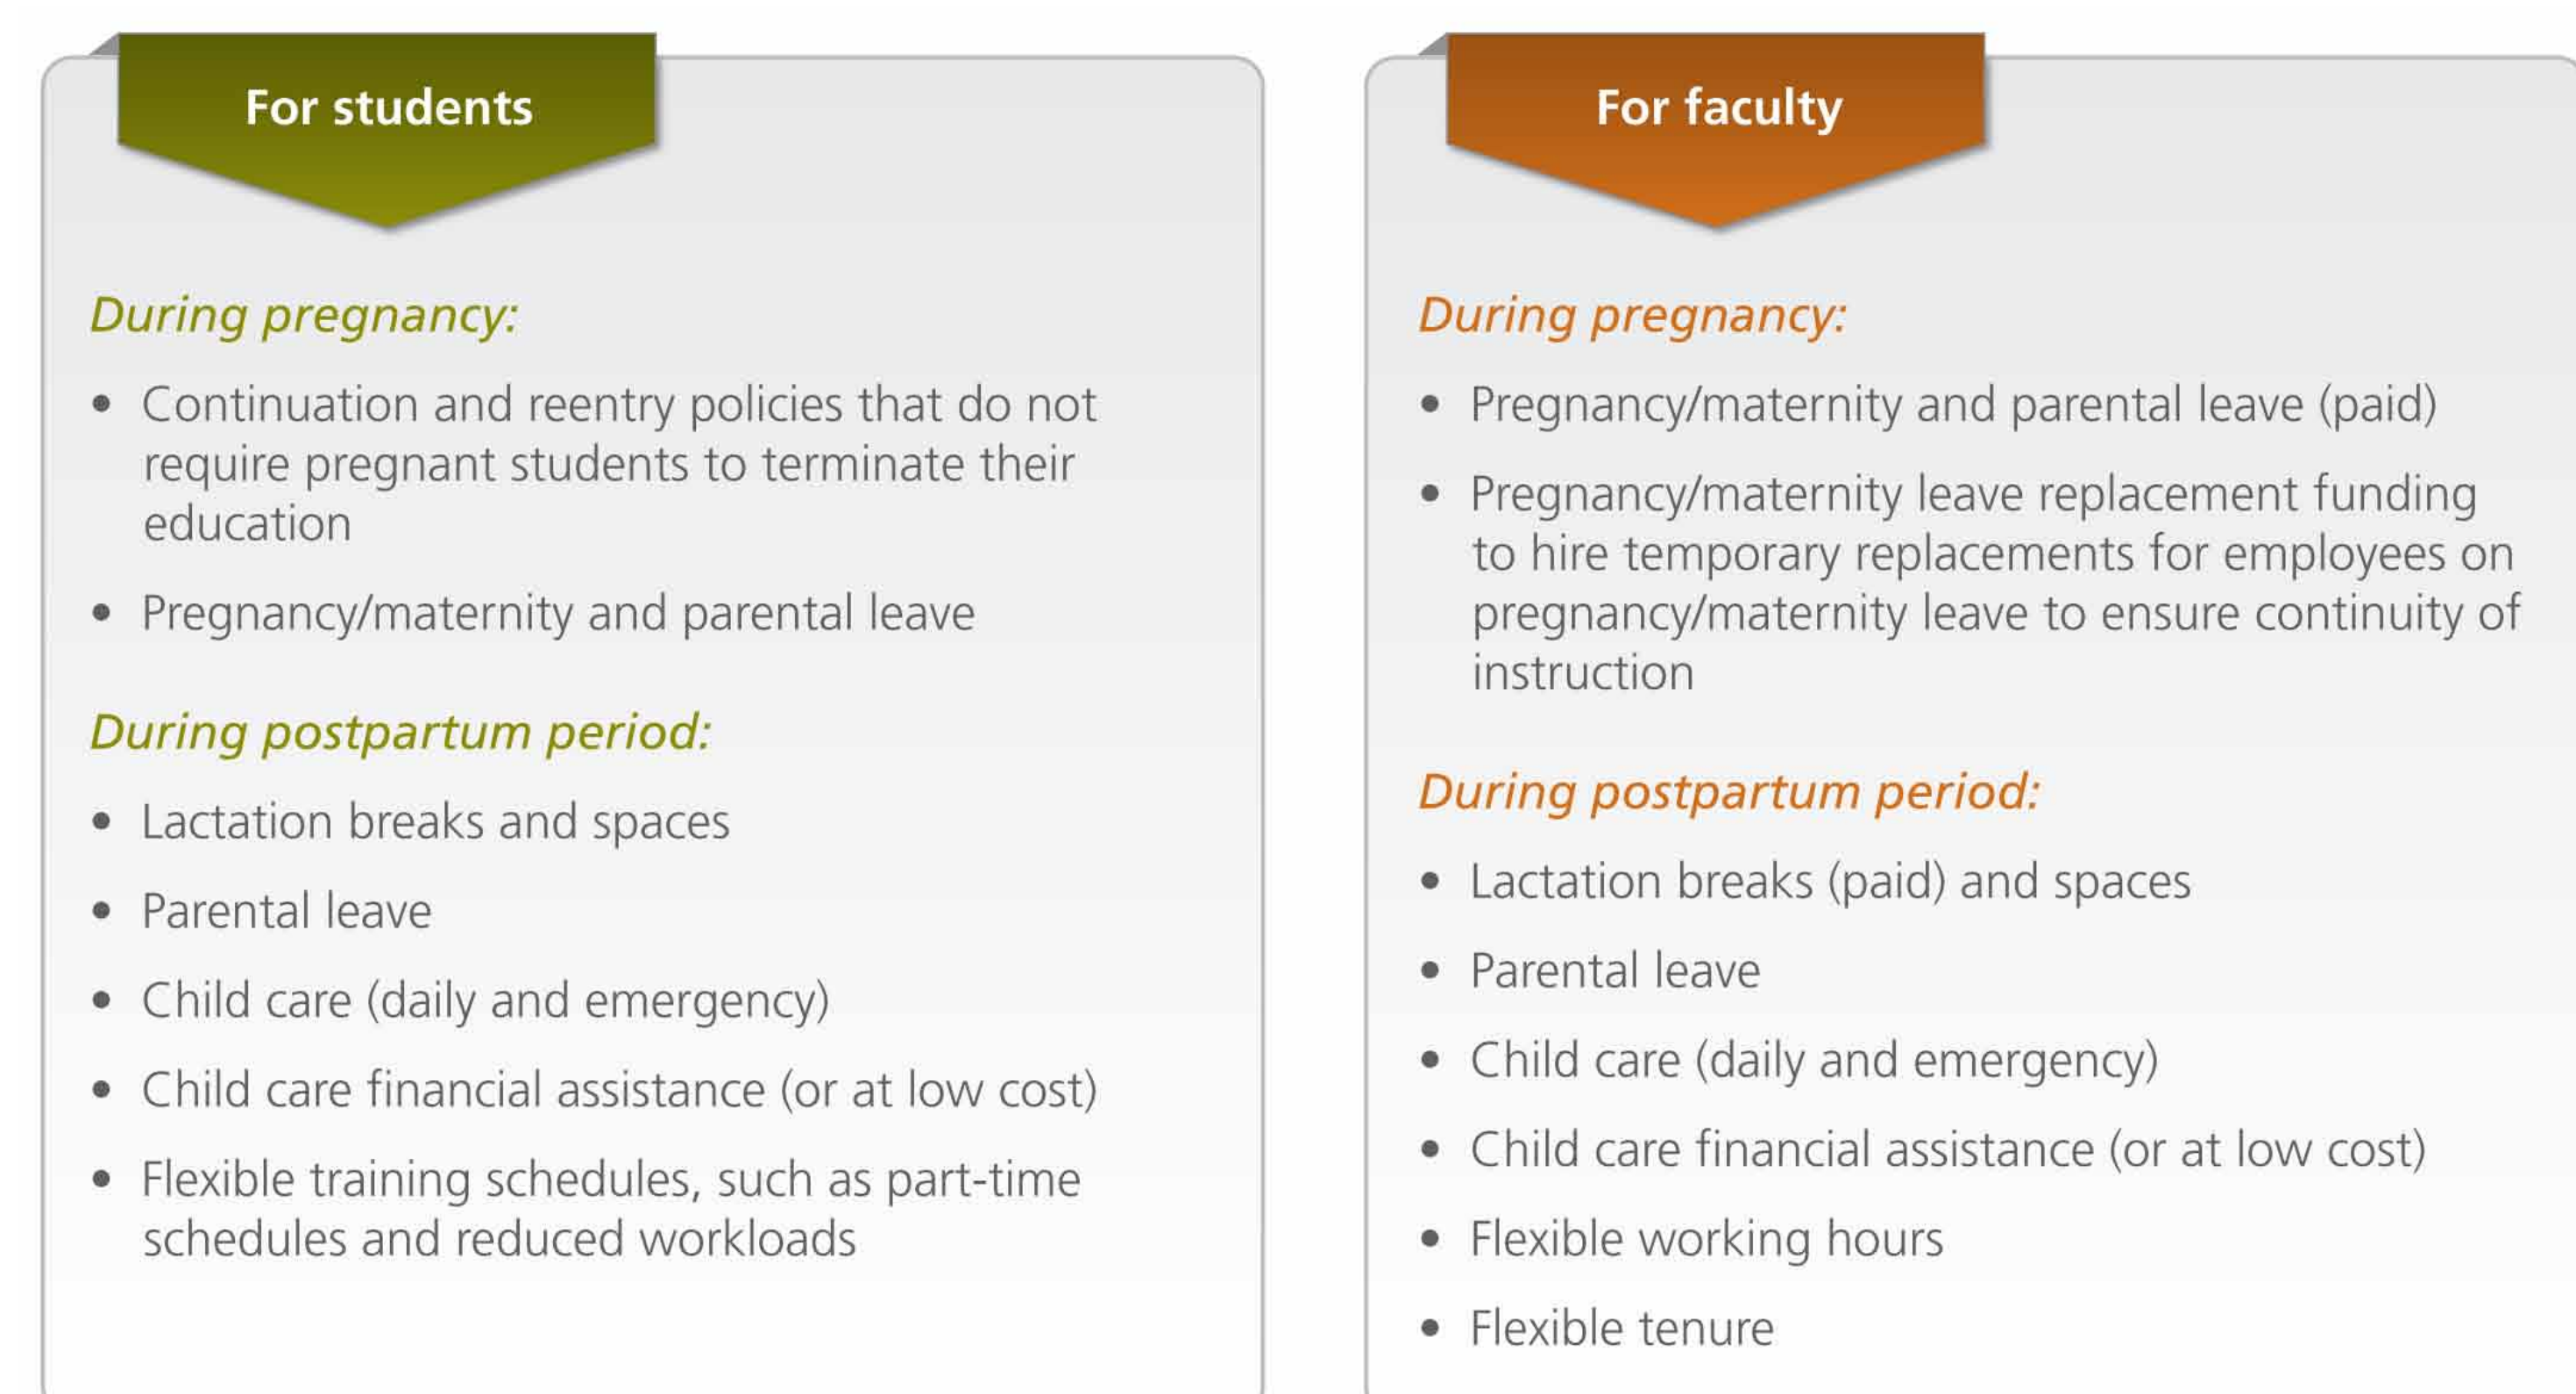 For students
During pregnancy:
• Continuation and reentry policies that do not
require pregnant students to terminate their
education
• Pregnancy/maternity and parental leave
During postpartum period:
• Lactation breaks and spaces
• Parental leave
• Child care (daily and emergency)
• Child care financial assistance (or at low cost)
• Flexible training schedules, such as part-time
schedules and reduced workloads
For faculty
During pregnancy:
• Pregnancy/maternity and parental leave (paid)
• Pregnancy/maternity leave replacement funding
to hire temporary replacements for employees on
pregnancy/maternity leave to ensure continuity of
instruction
During postpartum period:
• Lactation breaks (paid) and spaces
• Parental leave
• Child care (daily and emergency)
• Child care financial assistance (or at low cost)
• Flexible working hours
• Flexible tenure